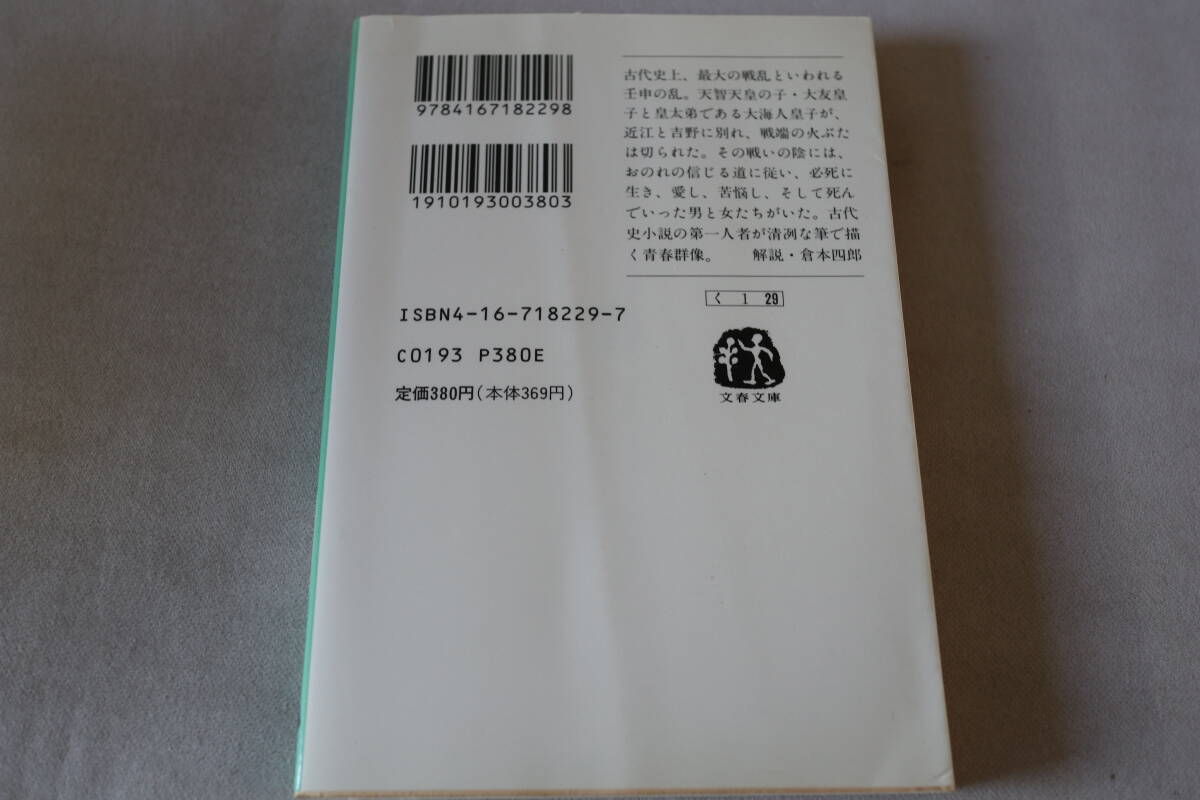 9784167182298
1910193003803
古代史上、最大の戦乱といわれる
壬申の乱。天智天皇の子・大友皇
子と皇太弟である大海人皇子が、
近江と吉野に別れ、戦端の火ぶた
は切られた。その戦いの陰には、
おのれの信じる道に従い、必死に
生き、愛し、苦悩し、そして死ん
でいった男と女たちがいた。古代
史小説の第一人者が清冽な筆で描
く青春群像。　解説・倉本四郎
ISBN4-16-718229-7
C0193 P380E
定価380円(本体369円)
く 1 29
文春文庫